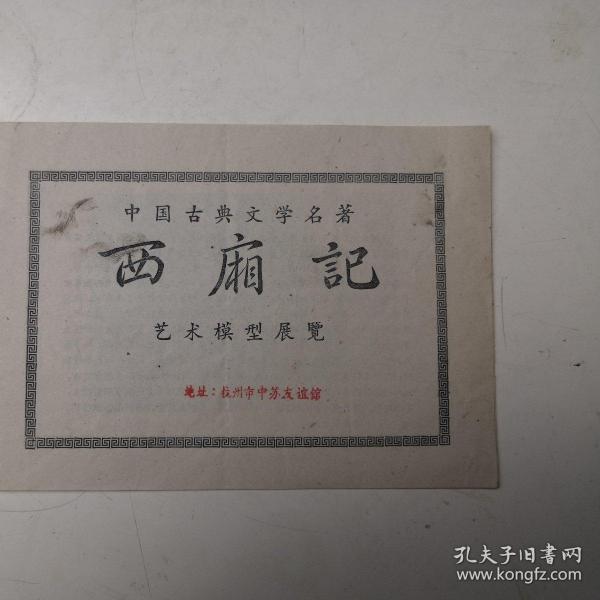 中国古典文学名著
西廂記
艺术模型展覽
地址：杭州市中苏友谊館
孔夫子旧书网
www.kongfz.com